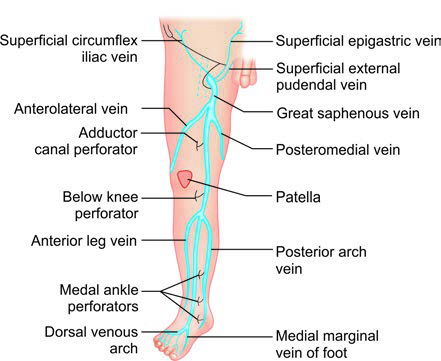 Superficial circumflex
iliac vein
Superficial epigastric vein
Superficial external
pudendal vein
Anterolateral vein
Great saphenous vein
Adductor
canal perforator
Posteromedial vein
Below knee
perforator
Patella
Anterior leg vein
Posterior arch
vein
Medal ankle
perforators
Dorsal venous
arch
Medial marginal
vein of foot